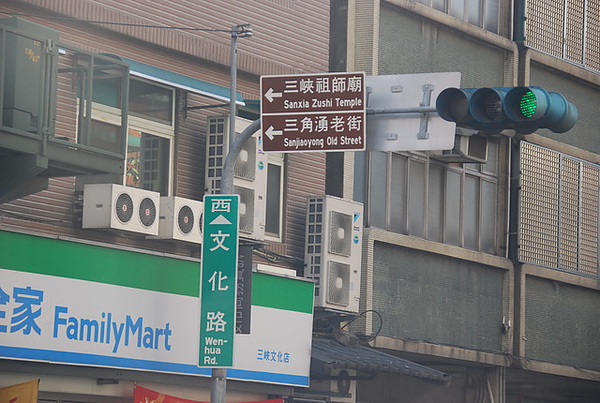 三峽祖師廟
Sanxia Zushi Temple
三角湧老街
Sanjiaoyong Old Street
西
文化路
Wen-
hua
Rd.
全家 FamilyMart
三峽文化店